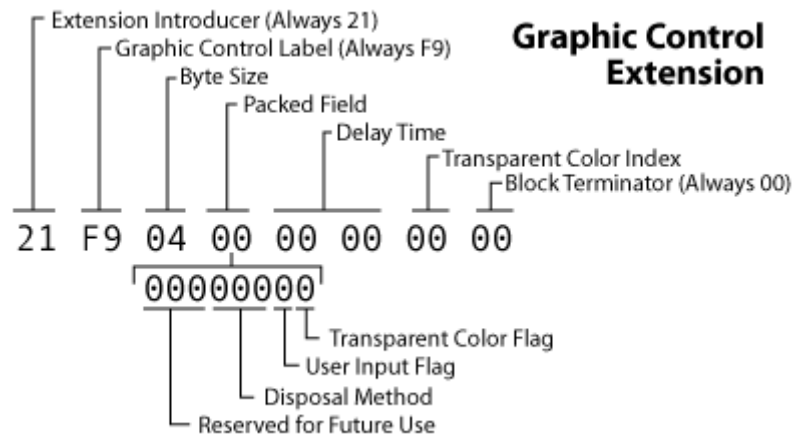 Extension Introducer (Always 21)
Graphic Control Label (Always F9)
Byte Size
Packed Field
Delay Time
Transparent Color Index
Block Terminator (Always 00)
Graphic Control
Extension
21 F9 04 00 00 00 00 00
00000000
Transparent Color Flag
User Input Flag
Disposal Method
Reserved for Future Use